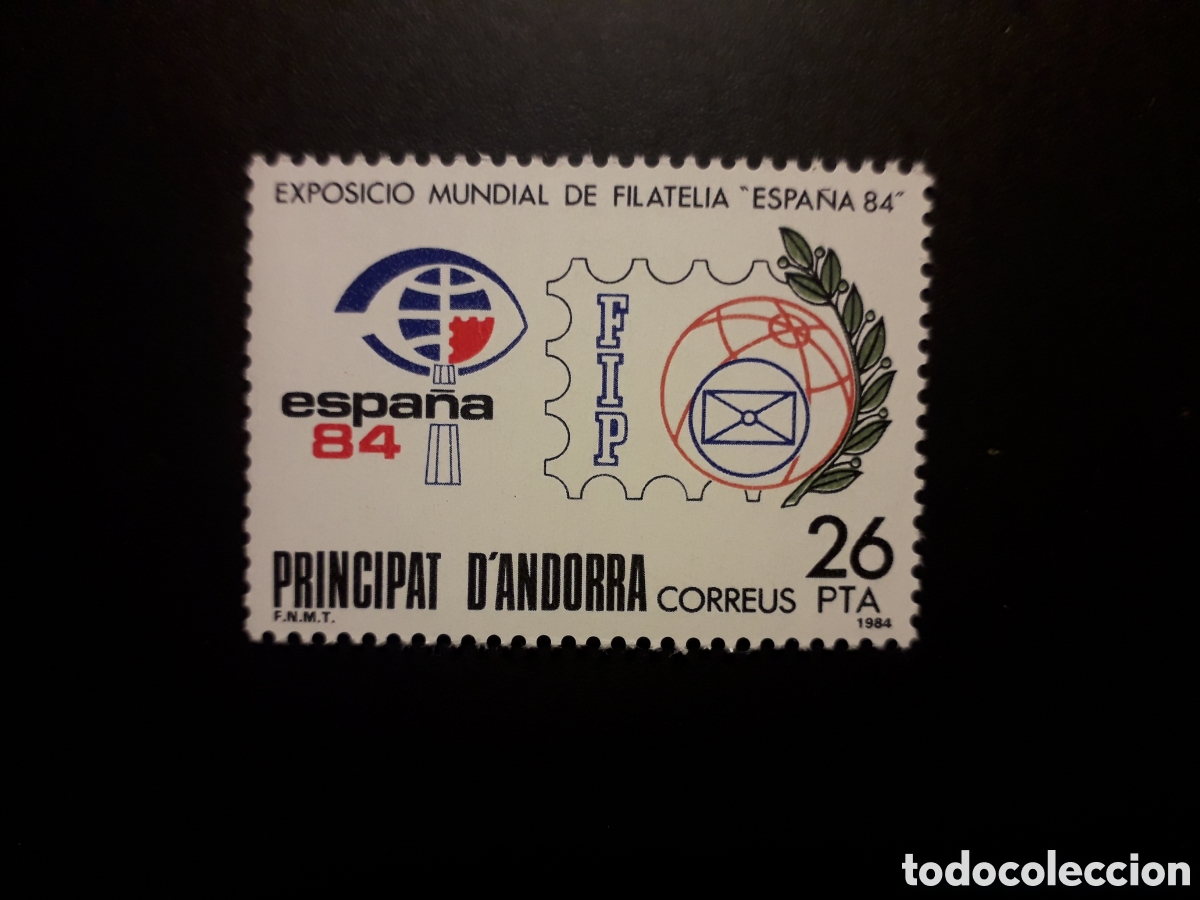 EXPOSICIO MUNDIAL DE FILATELIA "ESPAÑA 84"
españa
84
FIP
26
PRINCIPAT D'ANDORRA CORREUS PTA
F.N.M.T.
1984
todocoleccion